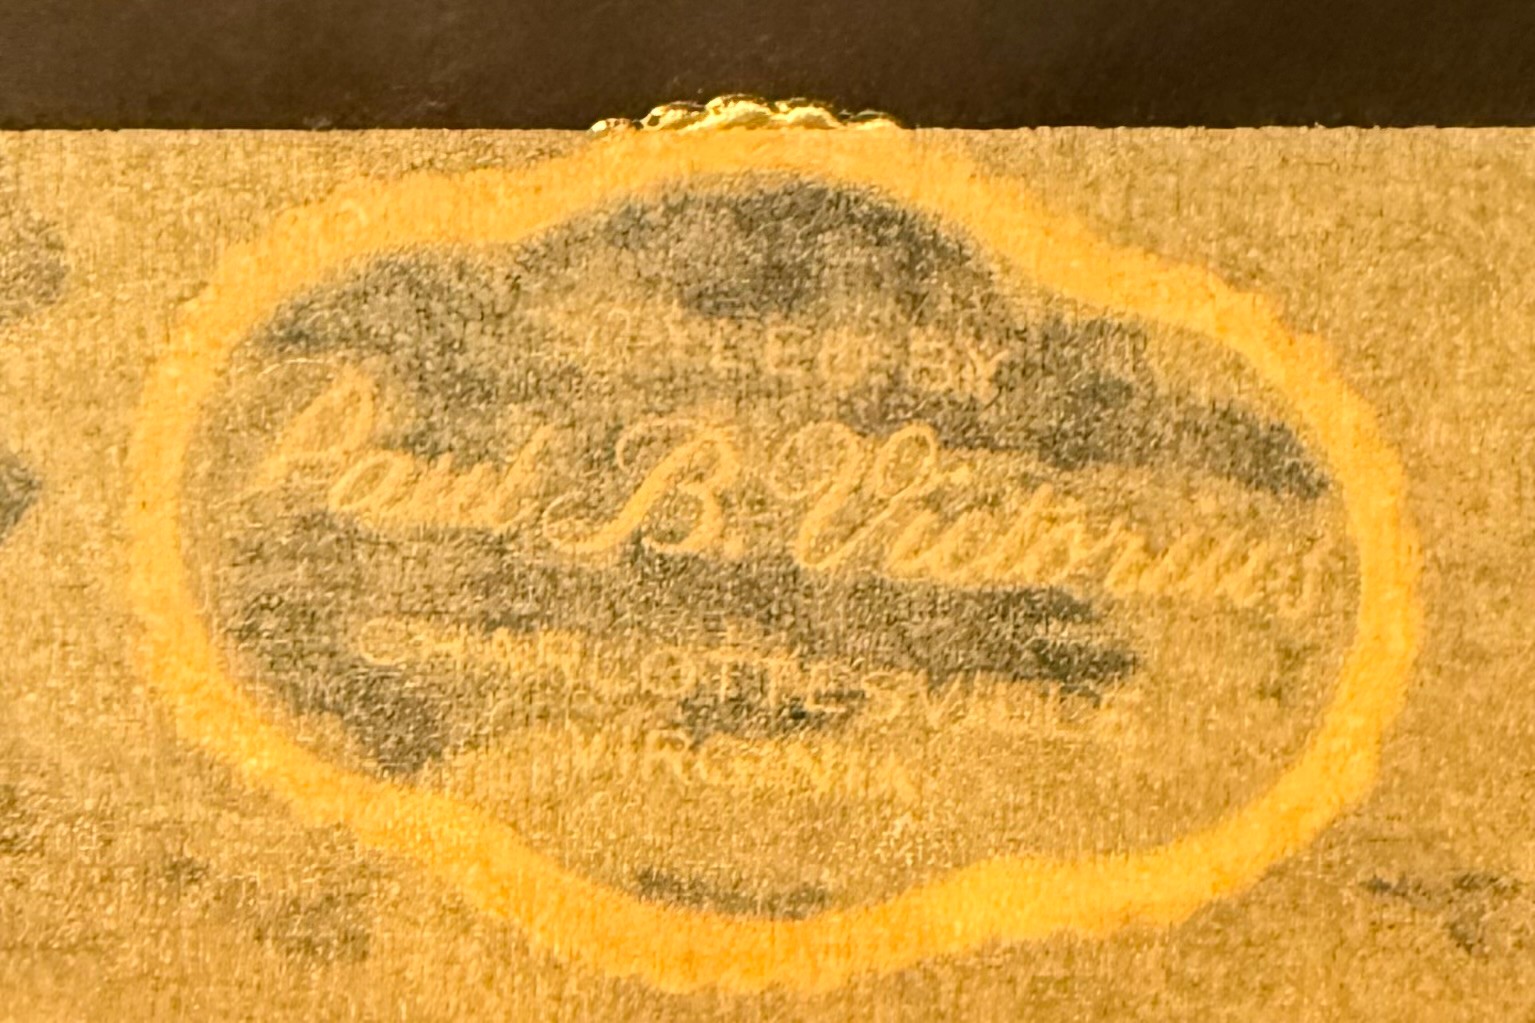 BY
Paul B. Victorius
CHARLOTTESVILLE
VIRGINIA